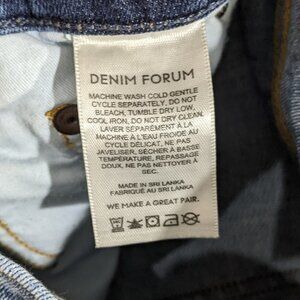 DENIM FORUM
MACHINE WASH COLD GENTLE
CYCLE SEPARATELY. DO NOT
BLEACH, TUMBLE DRY LOW,
COOL IRON, DO NOT DRY CLEAN.
LAVER SÉPARÉMENT À LA
MACHINE À L'EAU FROIDE AU
CYCLE DÉLICAT, NE PAS
JAVELISER, SÉCHER À BASSE
TEMPÉRATURE, REPASSAGE
DOUX, NE PAS NETTOYER À
SEC.
MADE IN SRI LANKA
FABRIQUÉ AU SRI LANKA
WE MAKE A GREAT PAIR.